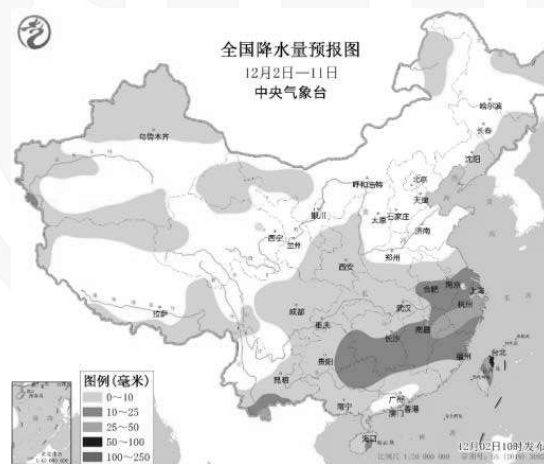 全国降水量预报图
12月2日—11日
中央气象台
哈尔滨
长春
乌鲁木齐
沈阳
呼和浩特
北京
天津
银川
太原
石家庄
济南
西宁
兰州
郑州
西安
合肥
南京
上海
杭州
拉萨
成都
武汉
重庆
南昌
长沙
贵阳
福州
台北
昆明
广州
南宁
澳门
香港
海口
图例(毫米)
0～10
10～25
25～50
50～100
100～250
12月02日10时发布